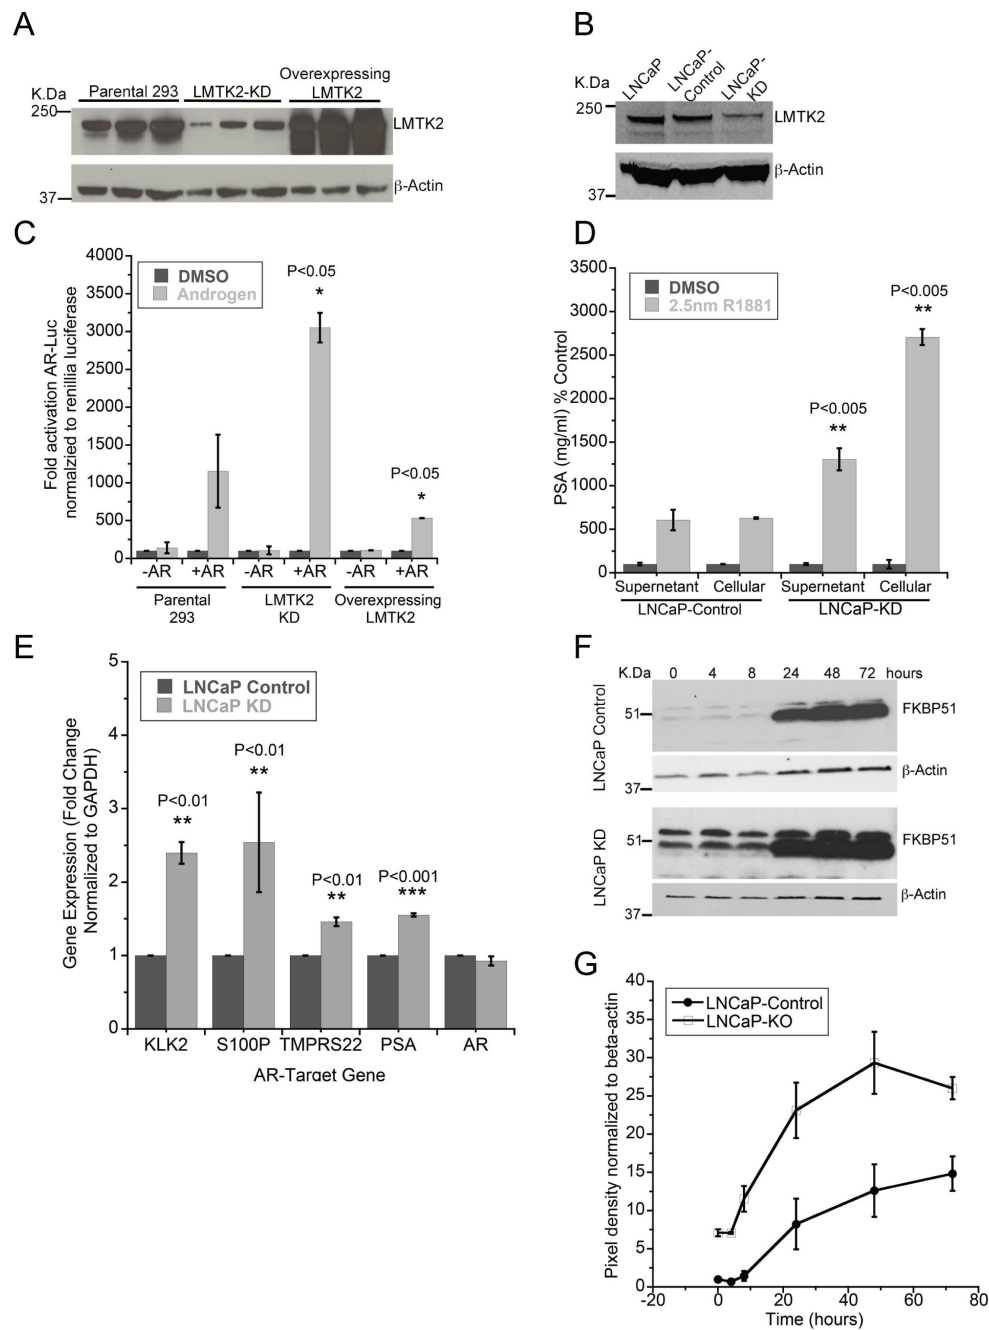 A
K.Da
Parental 293
LMTK2-KD
Overexpressing
LMTK2
250
LMTK2
β-Actin
37
B
K.Da
LNCaP
LNCaP-
Control
LNCaP-
KD
250
LMTK2
β-Actin
37
C
Fold activation AR-Luc
normalzied to renillia luciferase
4000
3500
3000
2500
2000
1500
1000
500
0
DMSO
Androgen
P<0.05
*
P<0.05
*
-AR +AR -AR +AR -AR +AR
Parental
293
LMTK2
KD
Overexpressing
LMTK2
D
PSA (mg/ml) % Control
3500
3000
2500
2000
1500
1000
500
0
DMSO
2.5nm R1881
P<0.005
**
P<0.005
**
Supernetant Cellular Supernetant Cellular
LNCaP-Control LNCaP-KD
E
Gene Expression (Fold Change
Normalized to GAPDH)
5
4
3
2
1
0
LNCaP Control
LNCaP KD
P<0.01
**
P<0.01
**
P<0.01
**
P<0.001
***
KLK2 S100P TMPRS22 PSA AR
AR-Target Gene
F
K.Da 0 4 8 24 48 72 hours
LNCaP Control
51
FKBP51
β-Actin
37
LNCaP KD
51
FKBP51
β-Actin
37
G
Pixel density normalized to beta-actin
40
35
30
25
20
15
10
5
0
LNCaP-Control
LNCaP-KO
-20 0 20 40 60 80
Time (hours)